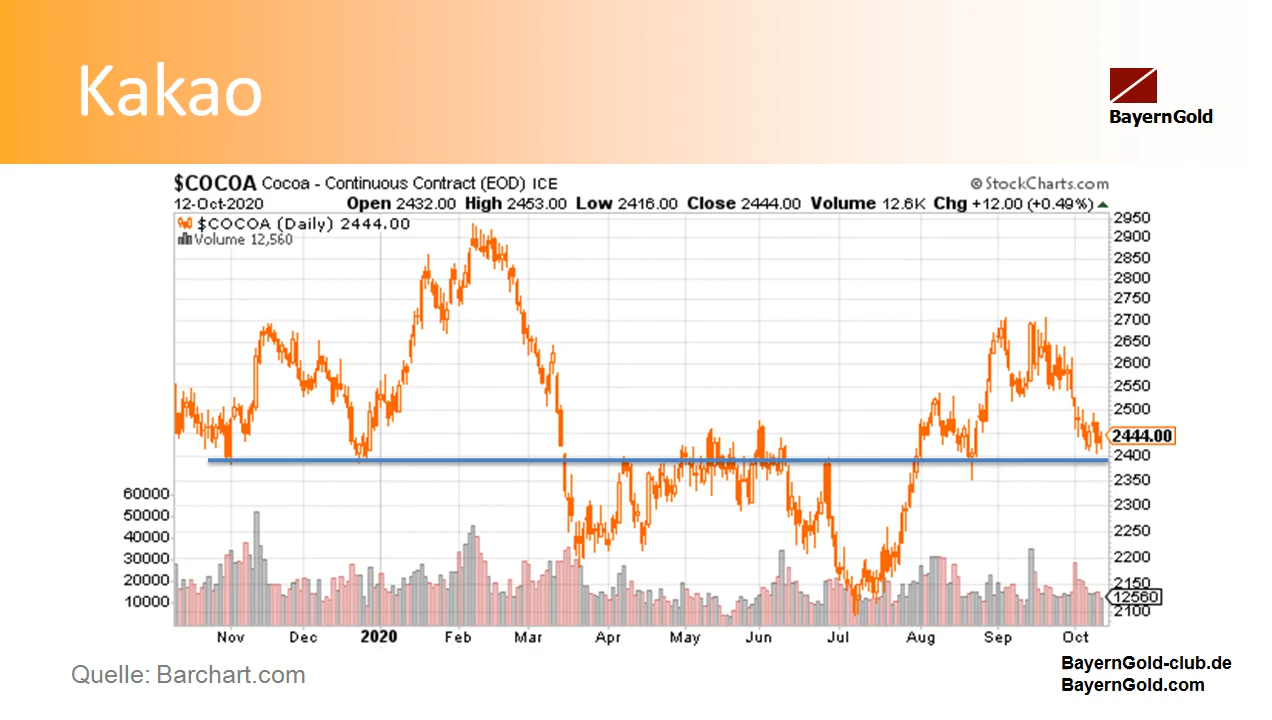 Kakao
BayernGold
$COCOA Cocoa - Continuous Contract (EOD) ICE
© StockCharts.com
12-Oct-2020 Open 2432.00 High 2453.00 Low 2416.00 Close 2444.00 Volume 12.6K Chg +12.00 (+0.49%)
$COCOA (Daily) 2444.00
Volume 12,560
2950
2900
2850
2800
2750
2700
2650
2600
2550
2500
2444.00
2400
2350
2300
2250
2200
2150
12560
2100
60000
50000
40000
30000
20000
10000
Nov Dec 2020 Feb Mar Apr May Jun Jul Aug Sep Oct
Quelle: Barchart.com
BayernGold-club.de
BayernGold.com